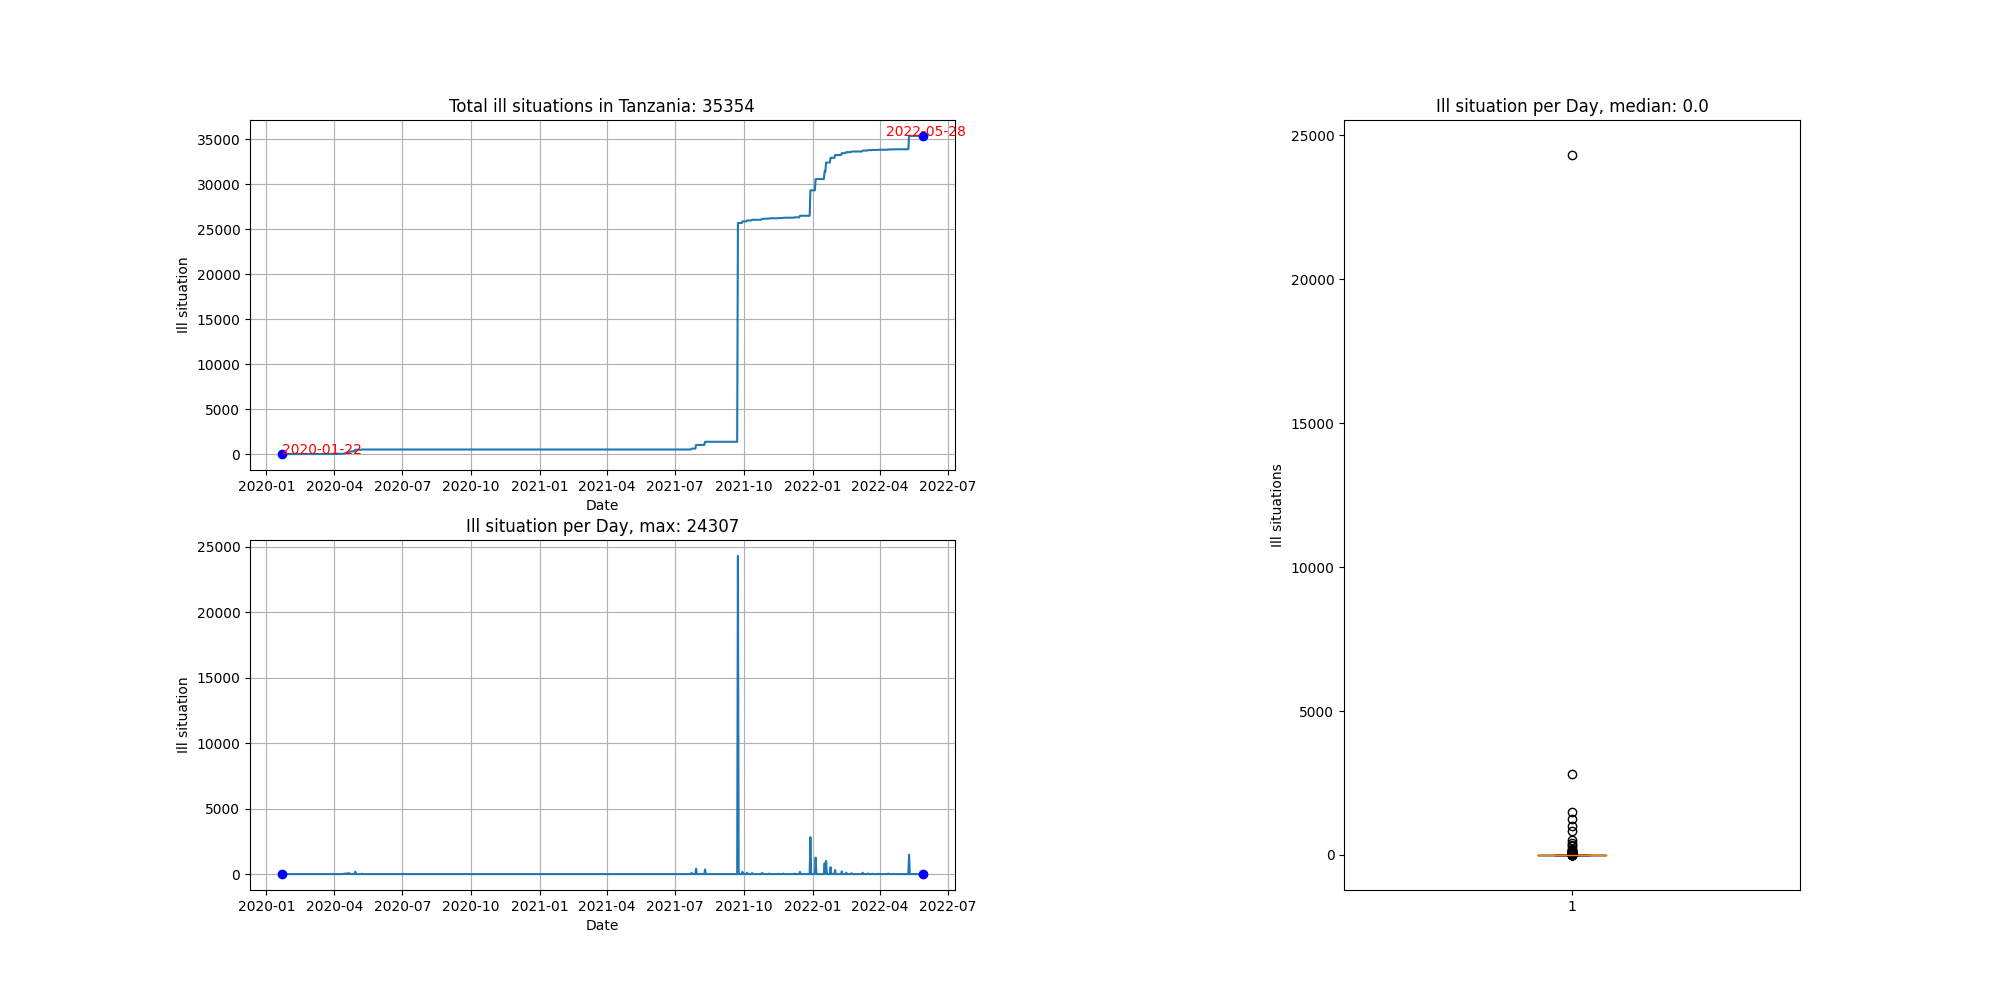 Total ill situations in Tanzania: 35354
Ill situation
35000
30000
25000
20000
15000
10000
5000
0
2020-01-22
2022-05-28
2020-01 2020-04 2020-07 2020-10 2021-01 2021-04 2021-07 2021-10 2022-01 2022-04 2022-07
Date
Ill situation per Day, max: 24307
Ill situation
25000
20000
15000
10000
5000
0
2020-01 2020-04 2020-07 2020-10 2021-01 2021-04 2021-07 2021-10 2022-01 2022-04 2022-07
Date
Ill situation per Day, median: 0.0
Ill situations
25000
20000
15000
10000
5000
0
1